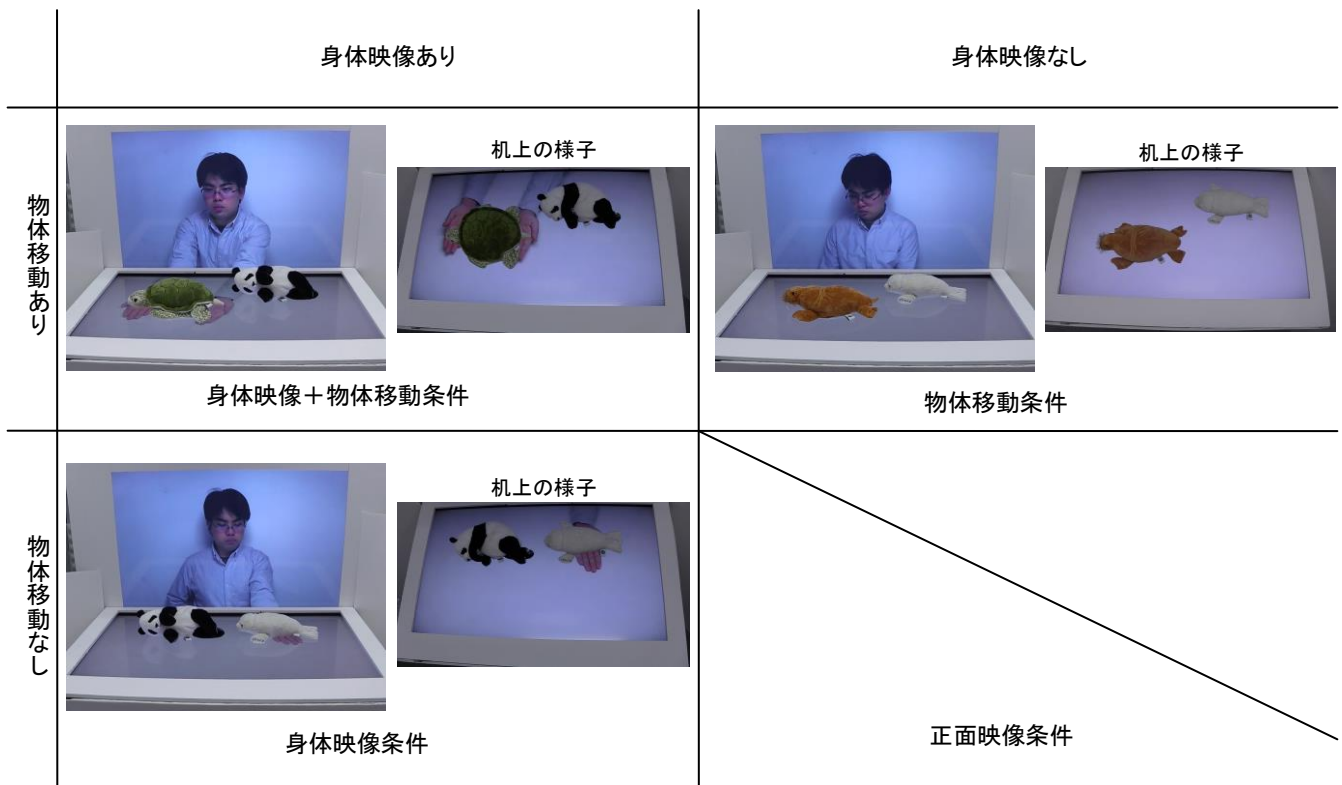 身体映像あり
身体映像なし
物体移動あり
机上の様子
身体映像＋物体移動条件
机上の様子
物体移動条件
物体移動なし
机上の様子
身体映像条件
正面映像条件